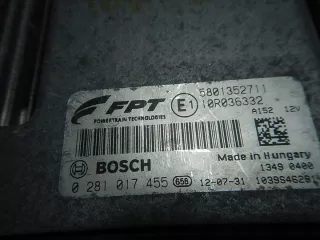 FPT
POWERTRAIN TECHNOLOGIES
E1
5801352711
10R036332
A152 12V
BOSCH
Made in Hungary
1349 0400
0 281 017 455 658 12-07-31